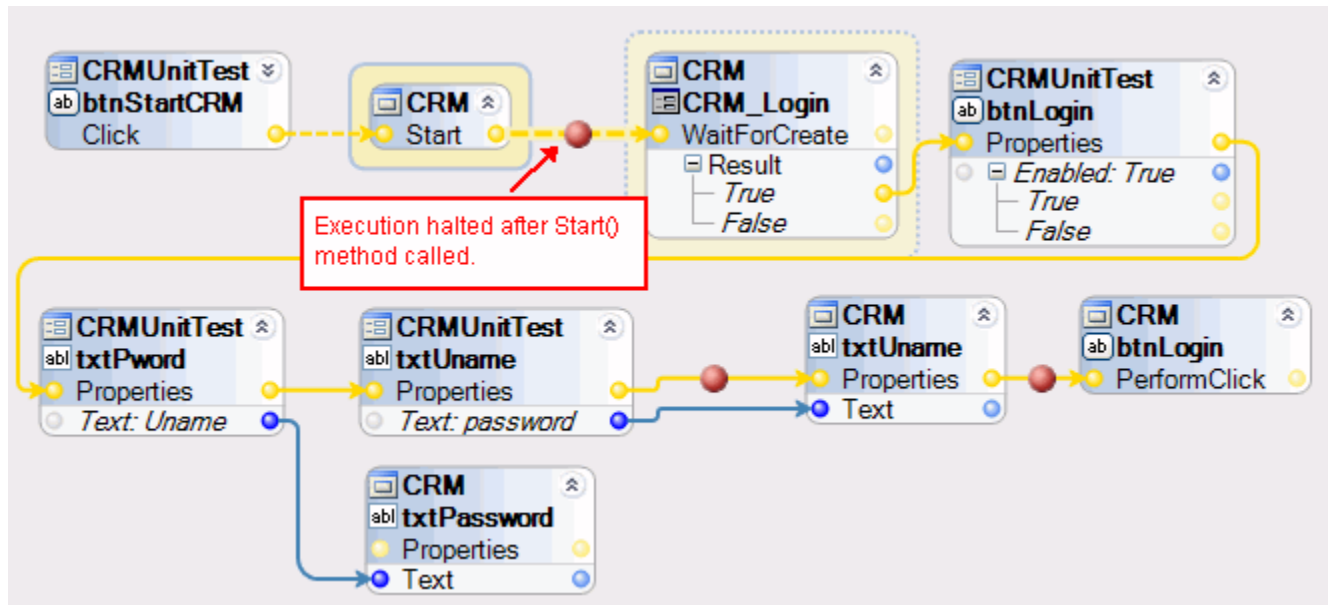 CRMUnitTest
btnStartCRM
Click
CRM
Start
CRM
CRM_Login
WaitForCreate
Result
True
False
CRMUnitTest
btnLogin
Properties
Enabled: True
True
False
Execution halted after Start()
method called.
CRMUnitTest
txtPword
Properties
Text: Uname
CRMUnitTest
txtUname
Properties
Text: password
CRM
txtUname
Properties
Text
CRM
btnLogin
PerformClick
CRM
txtPassword
Properties
Text